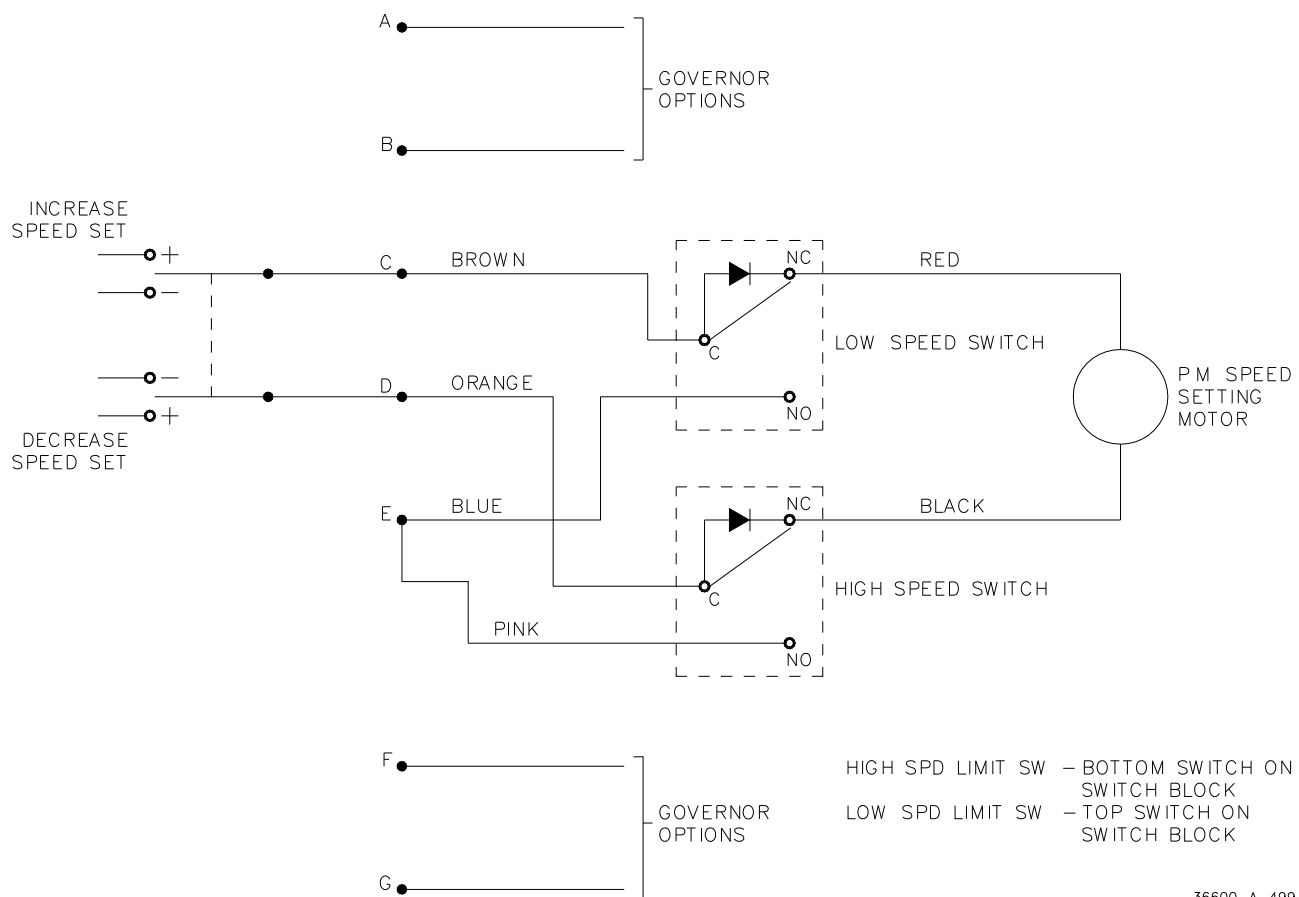 A
GOVERNOR
OPTIONS
B
INCREASE
SPEED SET
+
−
C
BROWN
NC
RED
C
LOW SPEED SWITCH
−
D
ORANGE
NO
PM SPEED
SETTING
MOTOR
+
DECREASE
SPEED SET
E
BLUE
NC
BLACK
C
HIGH SPEED SWITCH
PINK
NO
F
GOVERNOR
OPTIONS
G
HIGH SPD LIMIT SW – BOTTOM SWITCH ON
SWITCH BLOCK
LOW SPD LIMIT SW – TOP SWITCH ON
SWITCH BLOCK